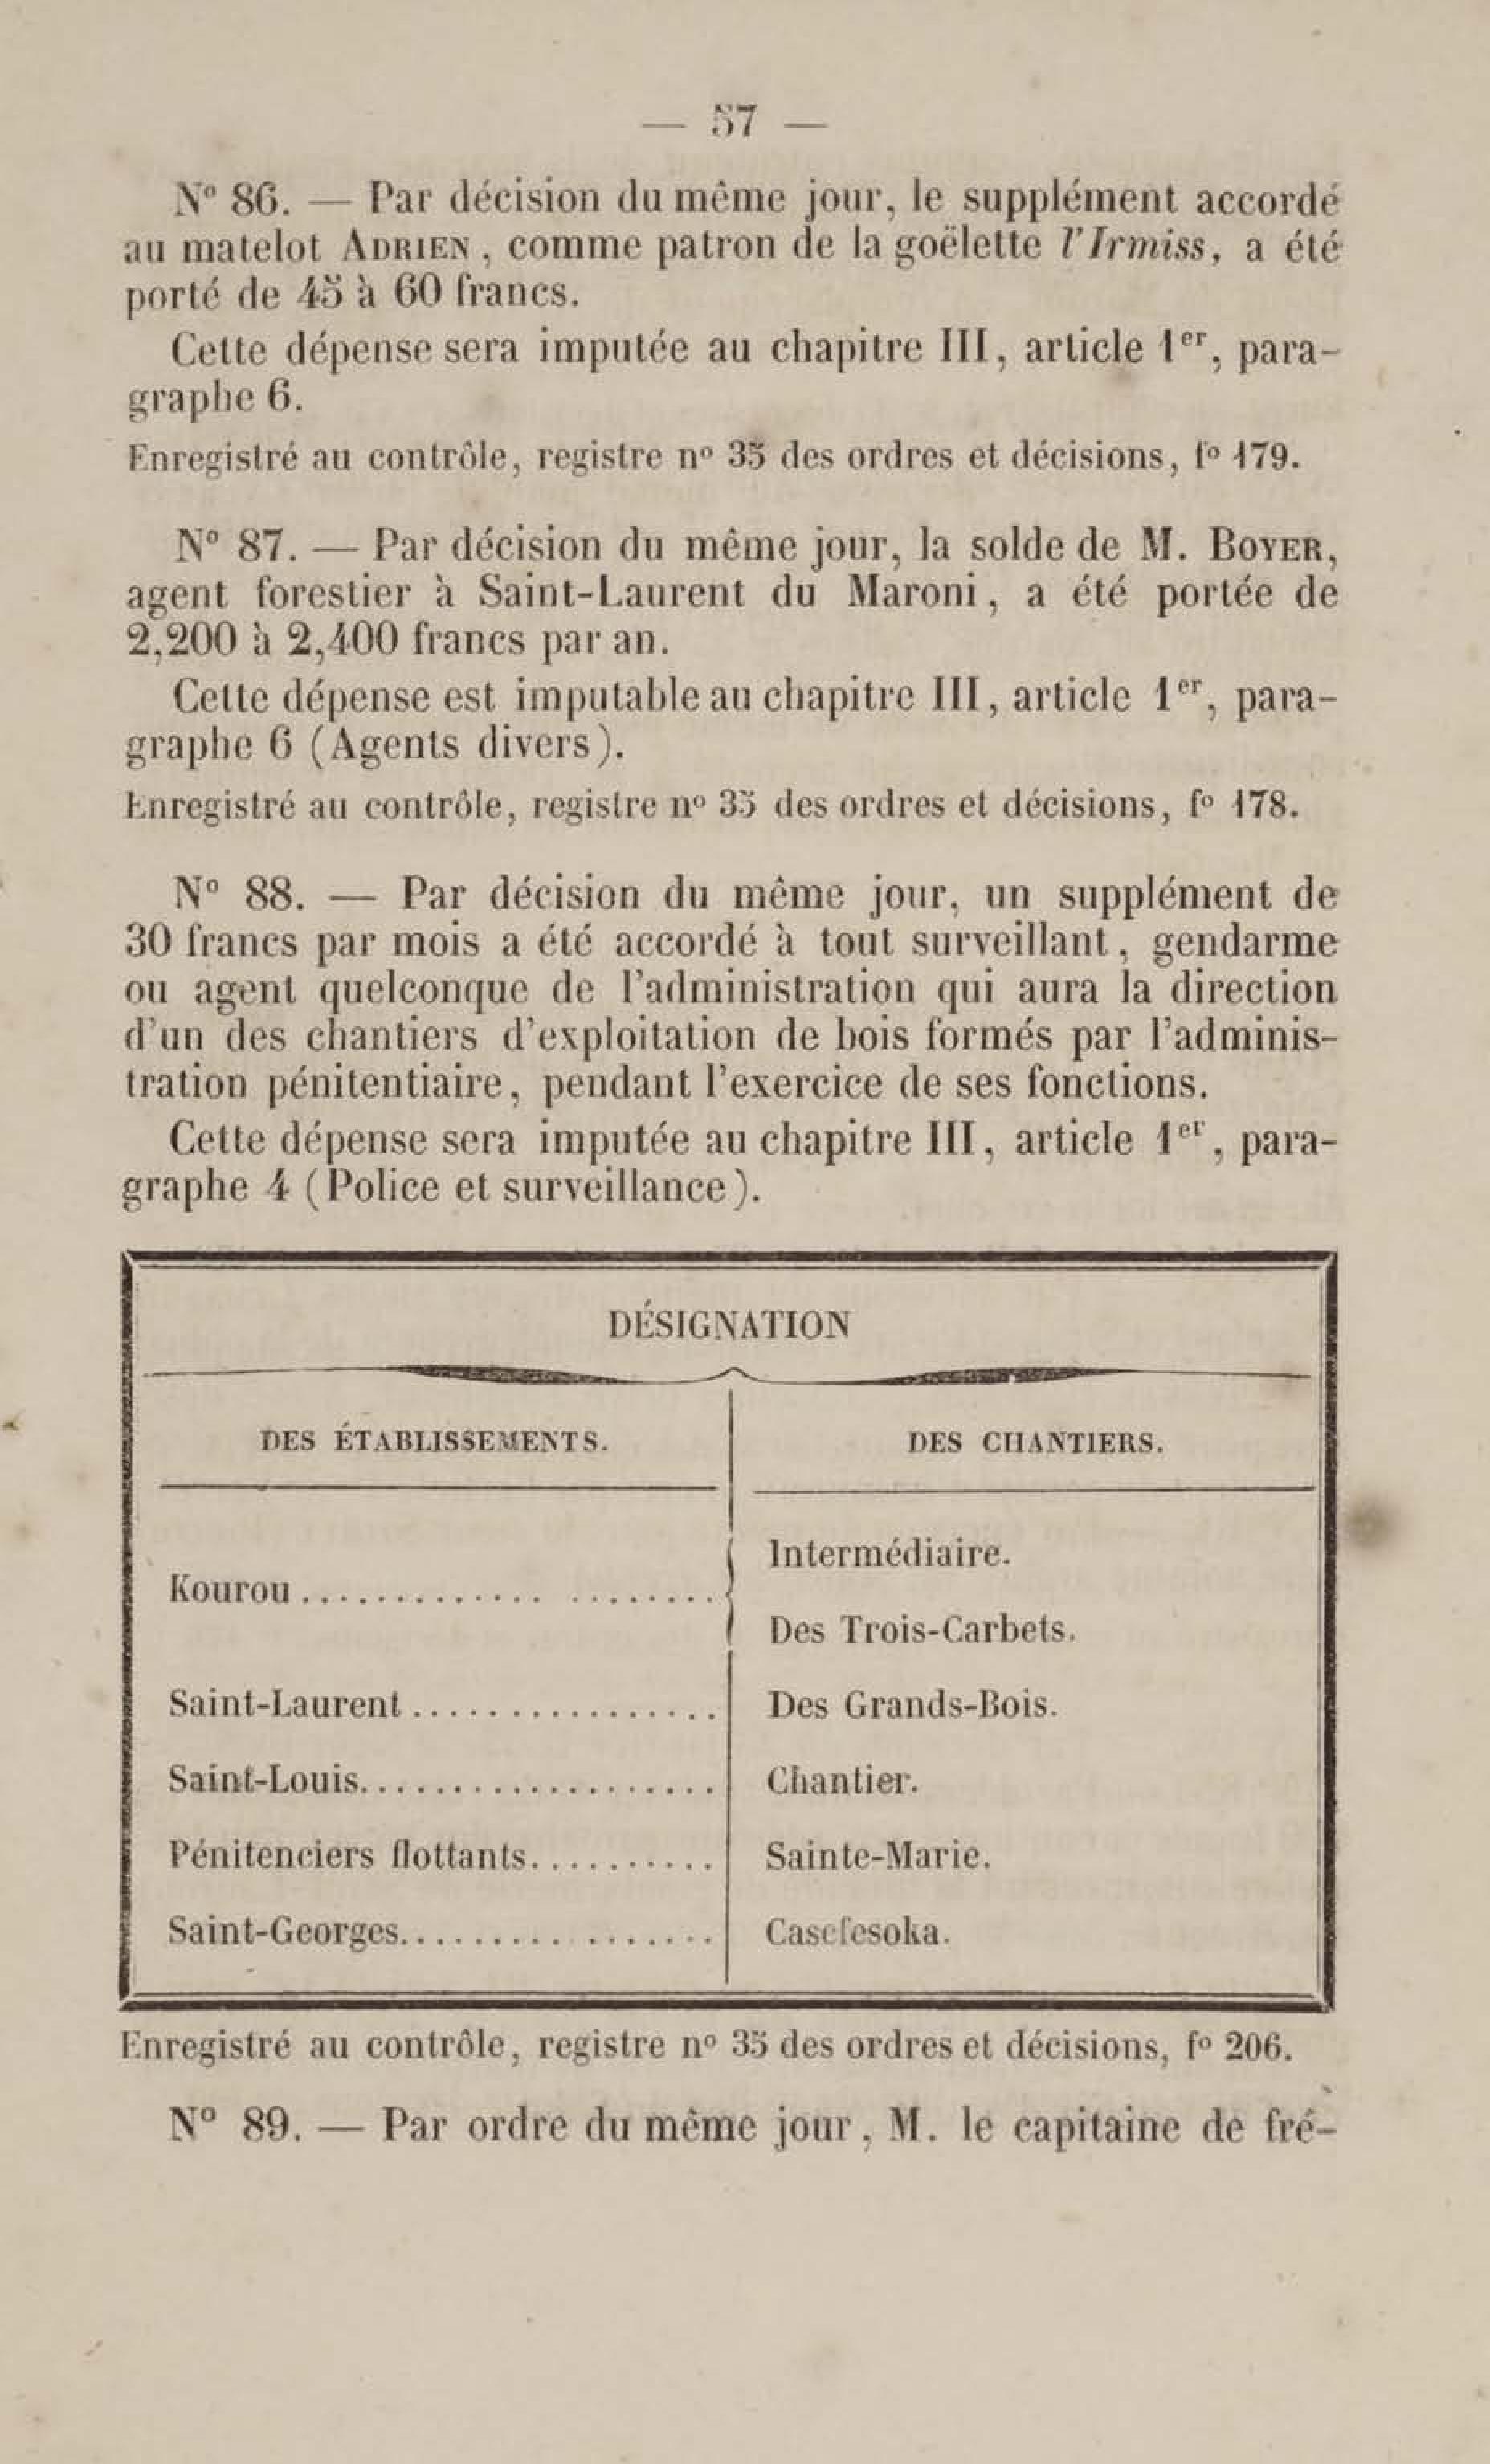 — 57 —
N° 86. — Par décision du même jour, le supplément accordé
au matelot ADRIEN, comme patron de la goëlette l'Irmiss, a été
porté de 45 à 60 francs.
Cette dépense sera imputée au chapitre III, article 1er, para-
graphe 6.
Enregistré au contrôle, registre n° 35 des ordres et décisions, f° 179.
N° 87. — Par décision du même jour, la solde de M. BOYER,
agent forestier à Saint-Laurent du Maroni, a été portée de
2,200 à 2,400 francs par an.
Cette dépense est imputable au chapitre III, article 1er, para-
graphe 6 (Agents divers).
Enregistré au contrôle, registre n° 35 des ordres et décisions, f° 178.
N° 88. — Par décision du même jour, un supplément de
30 francs par mois a été accordé à tout surveillant, gendarme
ou agent quelconque de l'administration qui aura la direction
d'un des chantiers d'exploitation de bois formés par l'adminis-
tration pénitentiaire, pendant l'exercice de ses fonctions.
Cette dépense sera imputée au chapitre III, article 1er, para-
graphe 4 (Police et surveillance).
DÉSIGNATION
DES ÉTABLISSEMENTS. DES CHANTIERS.
Intermédiaire.
Kourou
Des Trois-Carbets.
Saint-Laurent Des Grands-Bois.
Saint-Louis Chantier.
Pénitenciers flottants Sainte-Marie.
Saint-Georges Casefesoka.
Enregistré au contrôle, registre n° 35 des ordres et décisions, f° 206.
N° 89. — Par ordre du même jour, M. le capitaine de fré-